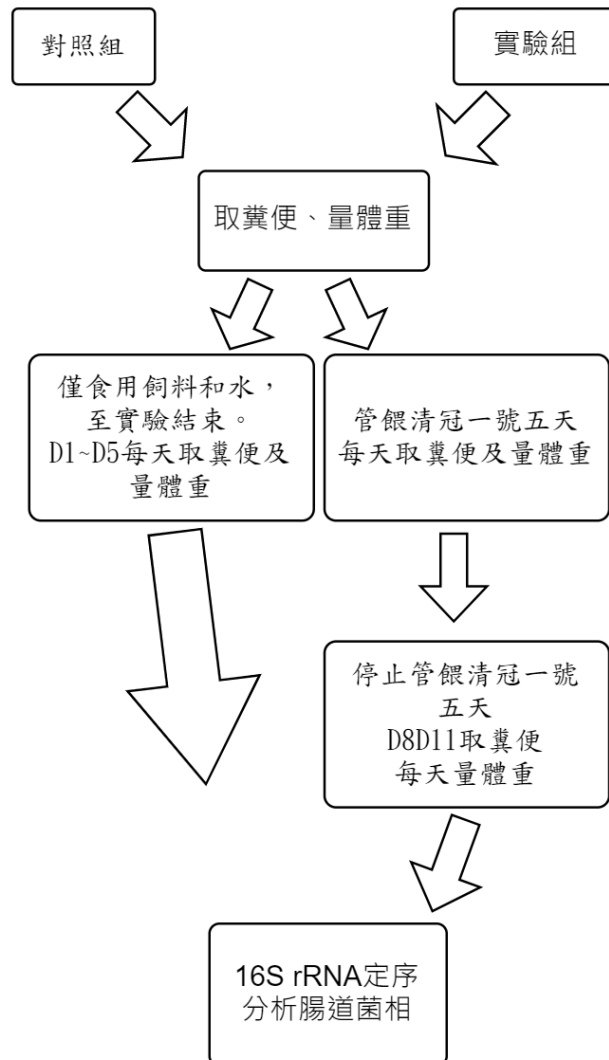 對照組
實驗組
取糞便、量體重
僅食用飼料和水，
至實驗結束。
D1~D5每天取糞便及
量體重
管餵清冠一號五天
每天取糞便及量體重
停止管餵清冠一號
五天
D8D11取糞便
每天量體重
16S rRNA定序
分析腸道菌相